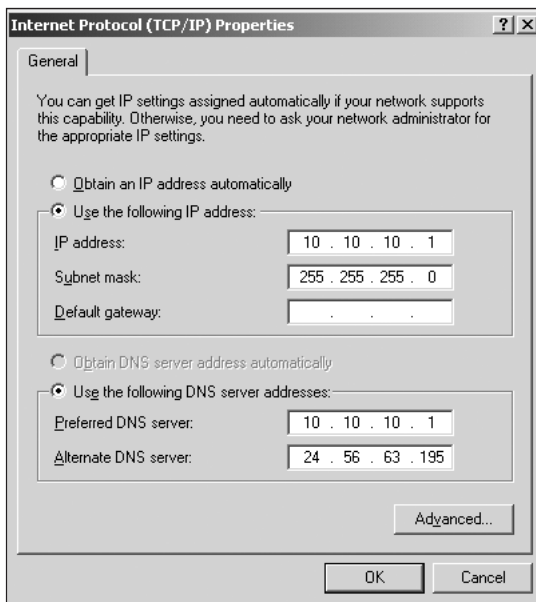 Internet Protocol (TCP/IP) Properties
General
You can get IP settings assigned automatically if your network supports
this capability. Otherwise, you need to ask your network administrator for
the appropriate IP settings.
Obtain an IP address automatically
Use the following IP address:
IP address: 10 . 10 . 10 . 1
Subnet mask: 255 . 255 . 255 . 0
Default gateway: . . .
Obtain DNS server address automatically
Use the following DNS server addresses:
Preferred DNS server: 10 . 10 . 10 . 1
Alternate DNS server: 24 . 56 . 63 . 195
Advanced...
OK Cancel